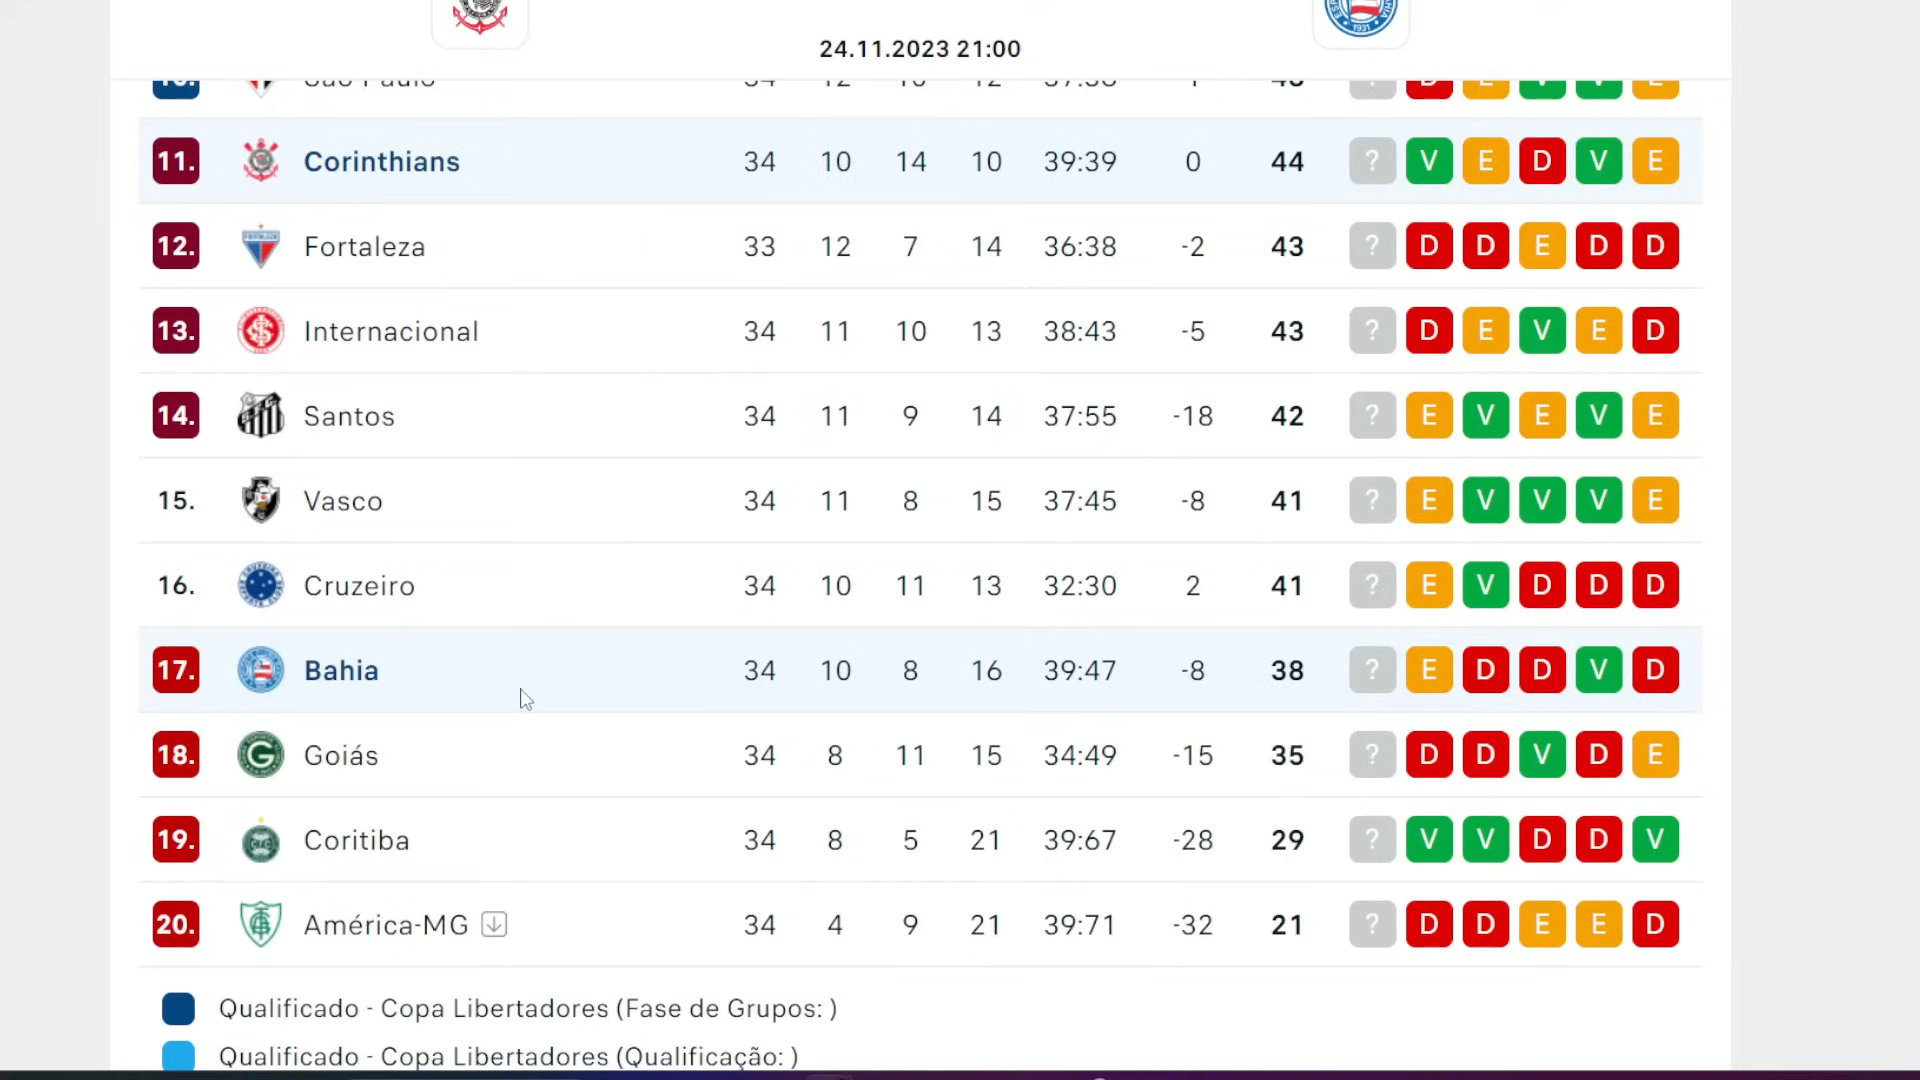 24.11.2023 21:00
11. Corinthians 34 10 14 10 39:39 0 44 ? V E D V E
12. Fortaleza 33 12 7 14 36:38 -2 43 ? D D E D D
13. Internacional 34 11 10 13 38:43 -5 43 ? D E V E D
14. Santos 34 11 9 14 37:55 -18 42 ? E V E V E
15. Vasco 34 11 8 15 37:45 -8 41 ? E V V V E
16. Cruzeiro 34 10 11 13 32:30 2 41 ? E V D D D
17. Bahia 34 10 8 16 39:47 -8 38 ? E D D V D
18. Goiás 34 8 11 15 34:49 -15 35 ? D D V D E
19. Coritiba 34 8 5 21 39:67 -28 29 ? V V D D V
20. América-MG 34 4 9 21 39:71 -32 21 ? D D E E D
Qualificado - Copa Libertadores (Fase de Grupos: )
Qualificado - Copa Libertadores (Qualificação: )